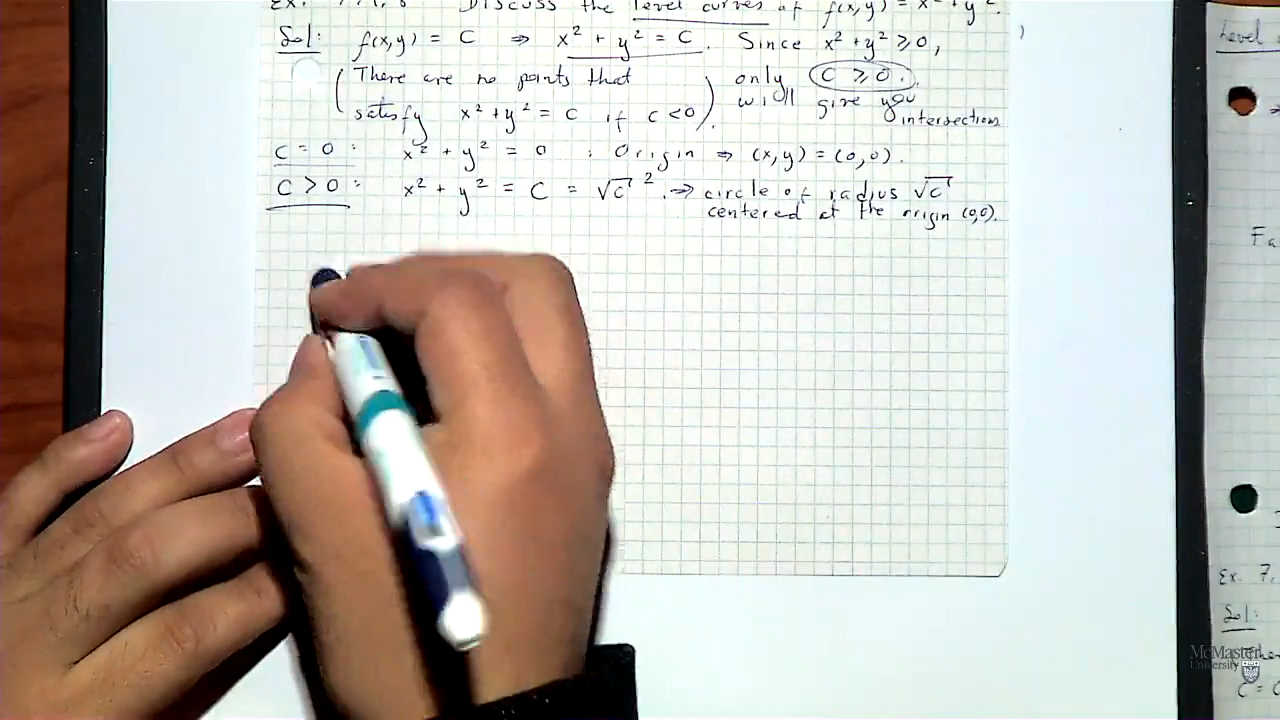 Discuss the level curves of f(x,y) = x² + y².
Sol: f(x,y) = C ⇒ x² + y² = C. Since x² + y² ≥ 0,
(There are no points that only C ≥ 0.
satisfy x² + y² = C if C < 0). will give you
intersections
C = 0: x² + y² = 0 : Origin ⇒ (x,y) = (0,0).
C > 0: x² + y² = C = √C². ⇒ circle of radius √C
centered at the origin (0,0).
Level
Ex. 7.
Sol:
McMaster
University